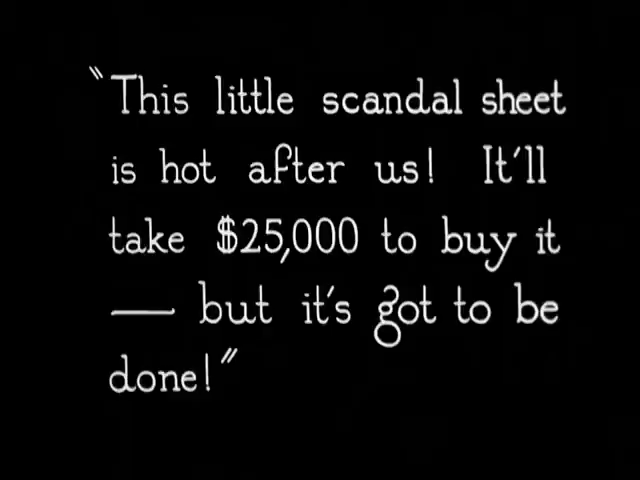 “This little scandal sheet
is hot after us! It’ll
take $25,000 to buy it
— but it’s got to be
done!”